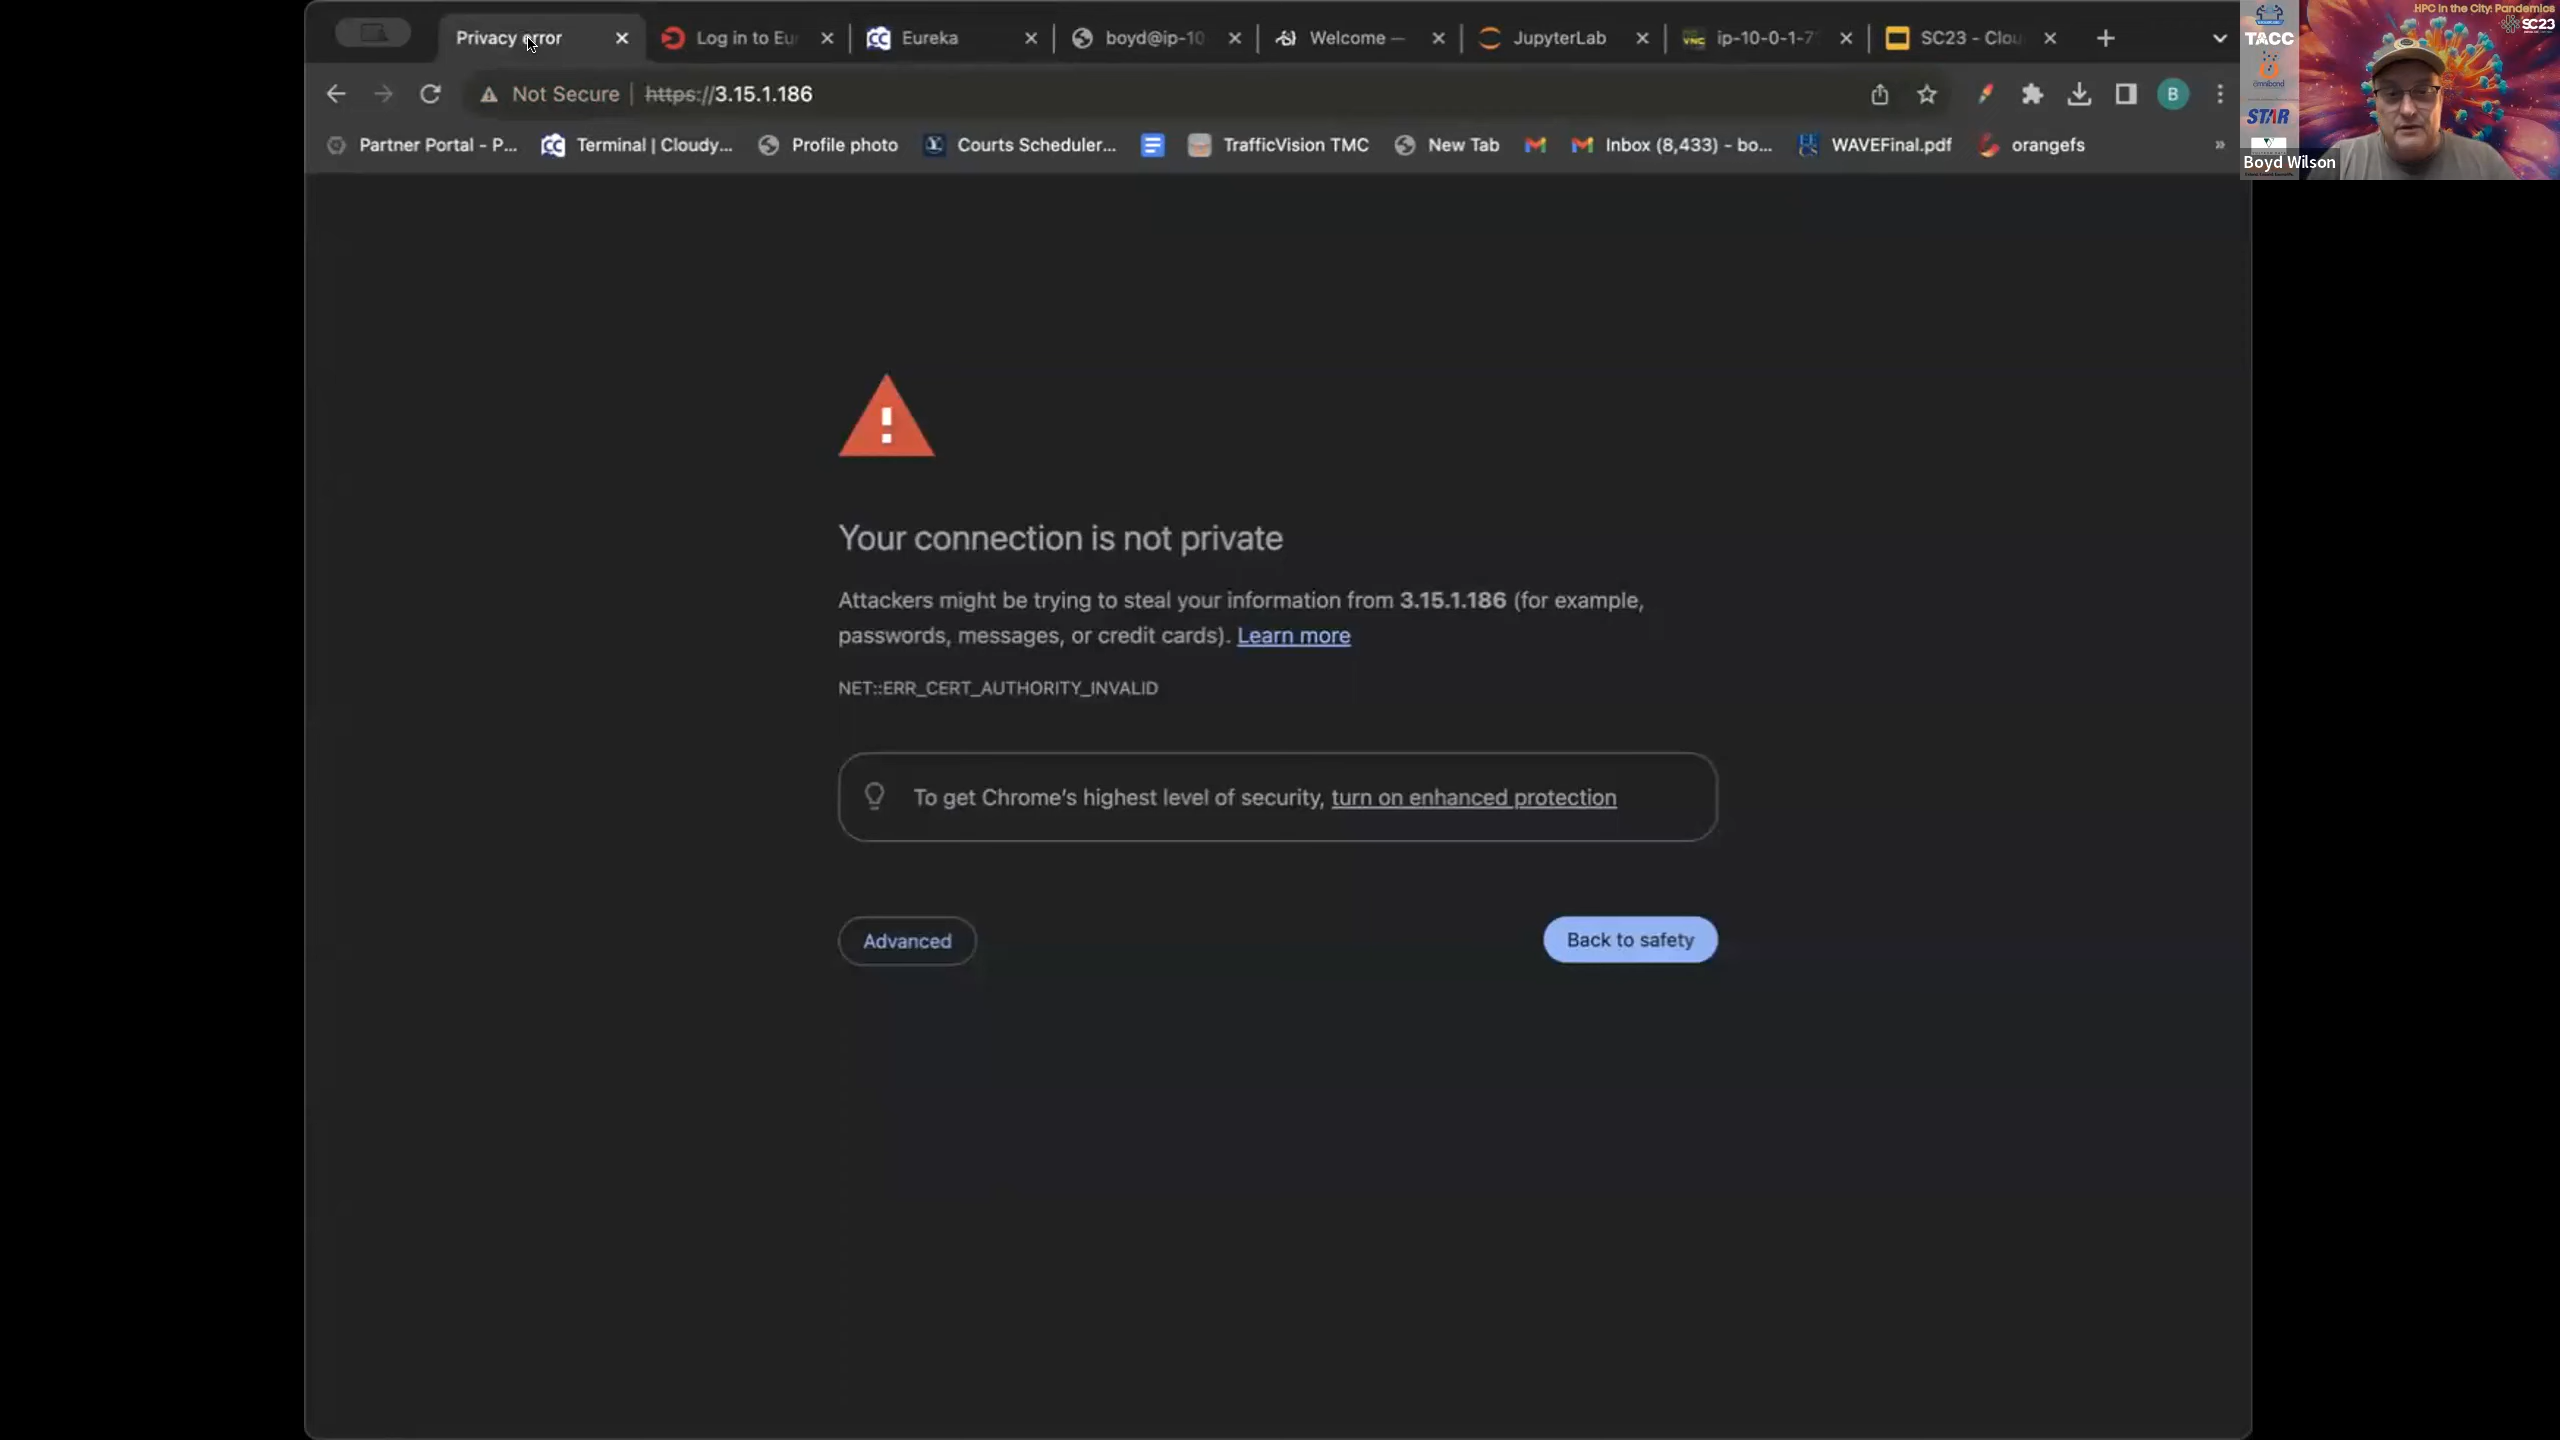 Privacy error
Log in to Eur
Eureka
boyd@ip-10
Welcome —
JupyterLab
ip-10-0-1-7
SC23 - Clou
Not Secure
https://3.15.1.186
B
Partner Portal - P...
Terminal | Cloudy...
Profile photo
Courts Scheduler...
TrafficVision TMC
New Tab
Inbox (8,433) - bo...
WAVEFinal.pdf
orangefs
»
HPC in the City: Pandemics
SC23
TACC
omnibond
STAR
Boyd Wilson
Your connection is not private
Attackers might be trying to steal your information from 3.15.1.186 (for example,
passwords, messages, or credit cards). Learn more
NET::ERR_CERT_AUTHORITY_INVALID
To get Chrome's highest level of security, turn on enhanced protection
Advanced
Back to safety